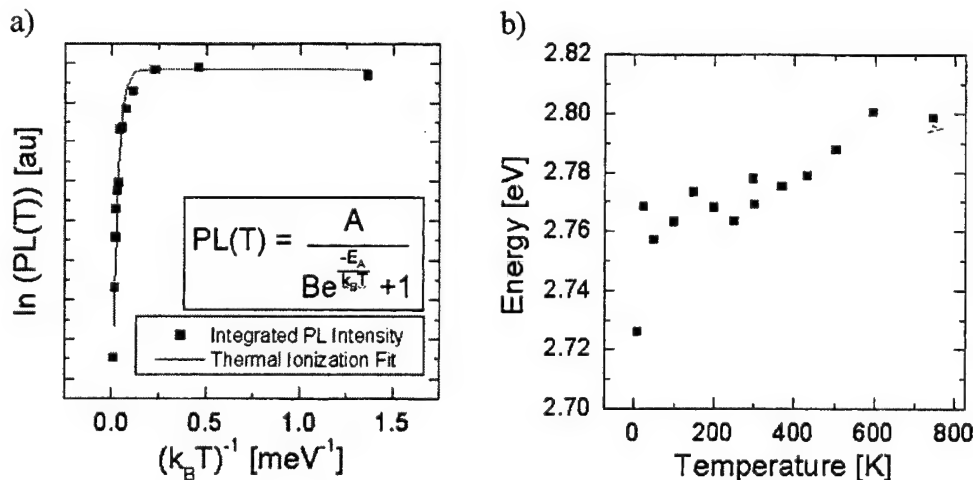 a)
ln (PL(T)) [au]
PL(T) = A / (Be^(-E_A/k_BT) +1)
Integrated PL Intensity
Thermal Ionization Fit
0.0 0.5 1.0 1.5
(k_BT)^-1 [meV^-1]
b)
Energy [eV]
2.82
2.80
2.78
2.76
2.74
2.72
2.70
0 200 400 600 800
Temperature [K]